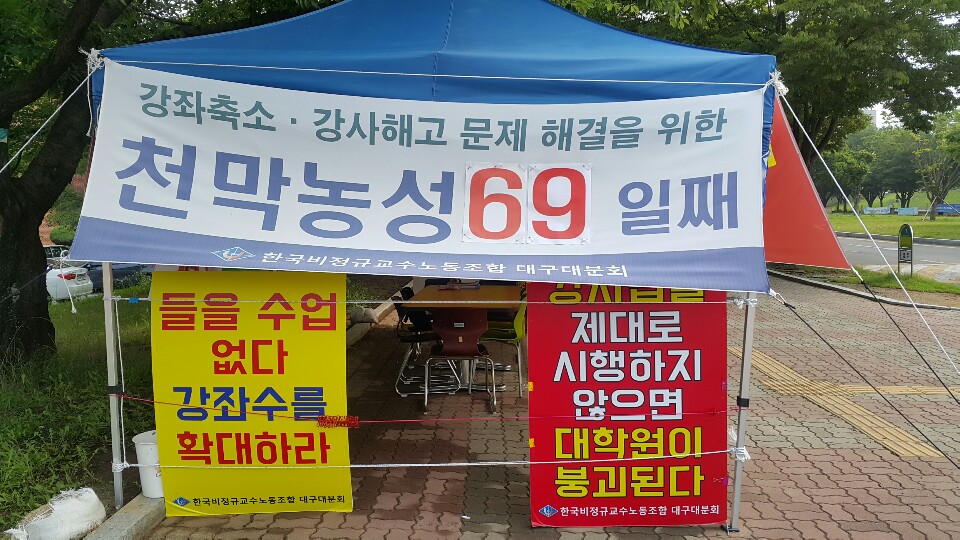 강좌축소 · 강사해고 문제 해결을 위한
천막농성 69 일째
한국비정규교수노동조합 대구대분회
들을 수업
없다
강좌수를
확대하라
한국비정규교수노동조합 대구대분회
강사법을
제대로
시행하지
않으면
대학원이
붕괴된다
한국비정규교수노동조합 대구대분회